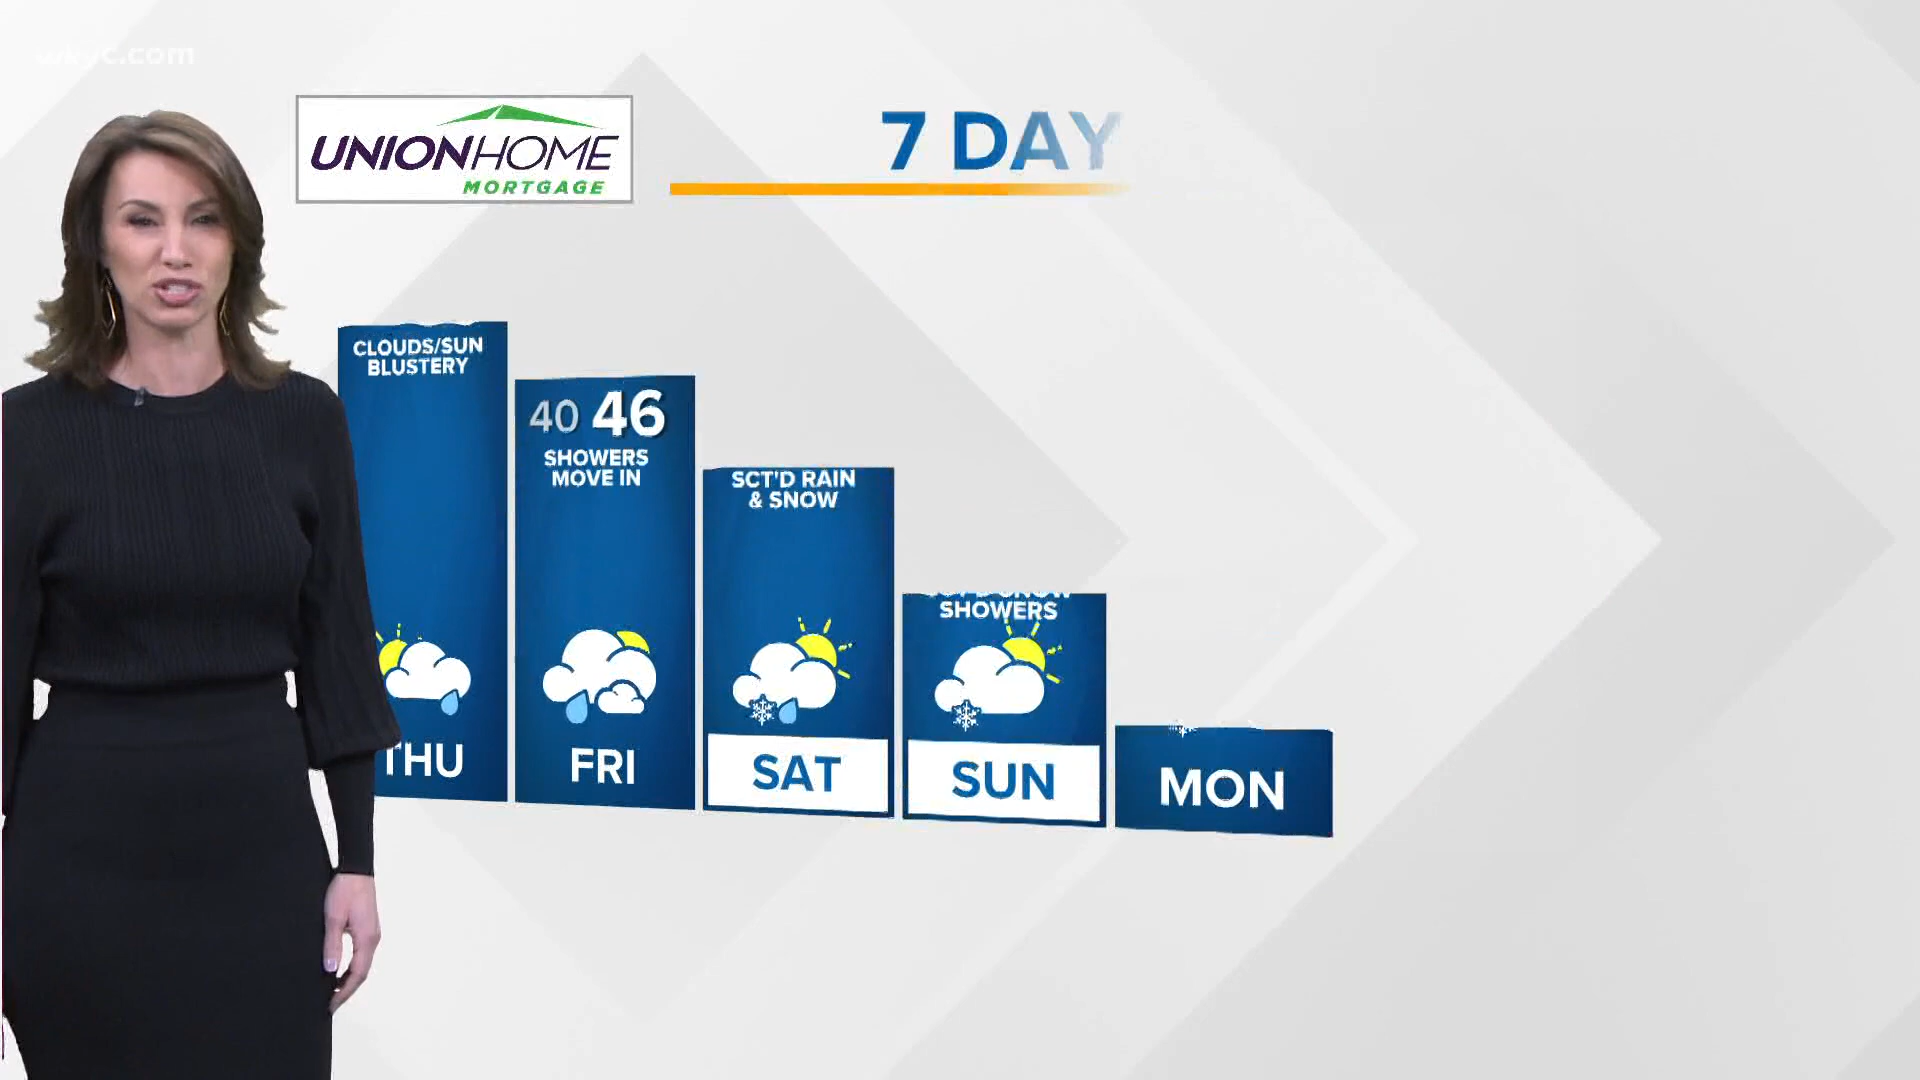 wkyc.com
UNIONHOME
MORTGAGE
7 DAY
CLOUDS/SUN
BLUSTERY
40 46
SHOWERS
MOVE IN
SCT'D RAIN
& SNOW
SHOWERS
THU
FRI
SAT
SUN
MON